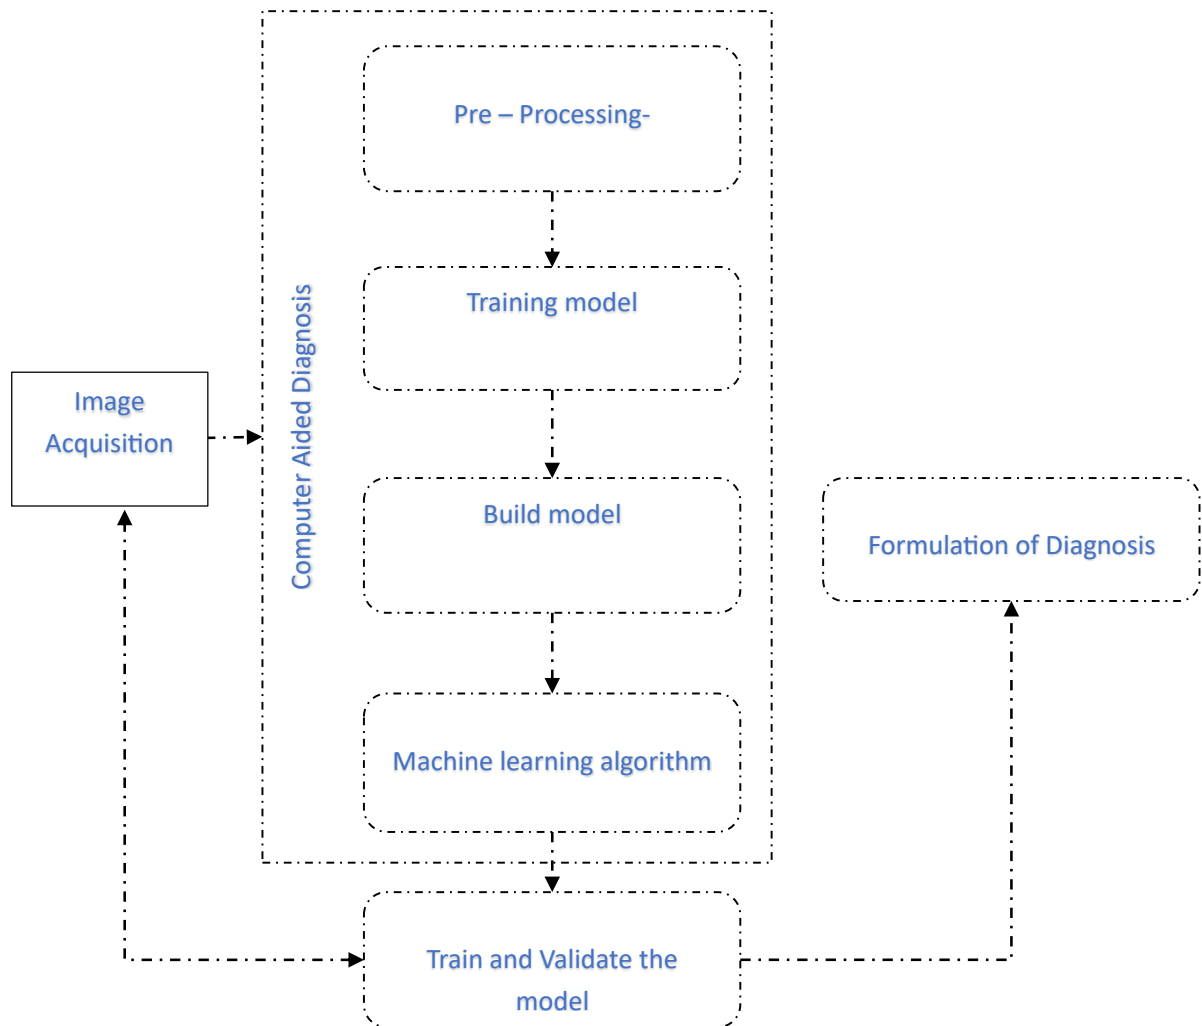 Pre – Processing-
Training model
Computer Aided Diagnosis
Image
Acquisition
Build model
Formulation of Diagnosis
Machine learning algorithm
Train and Validate the
model